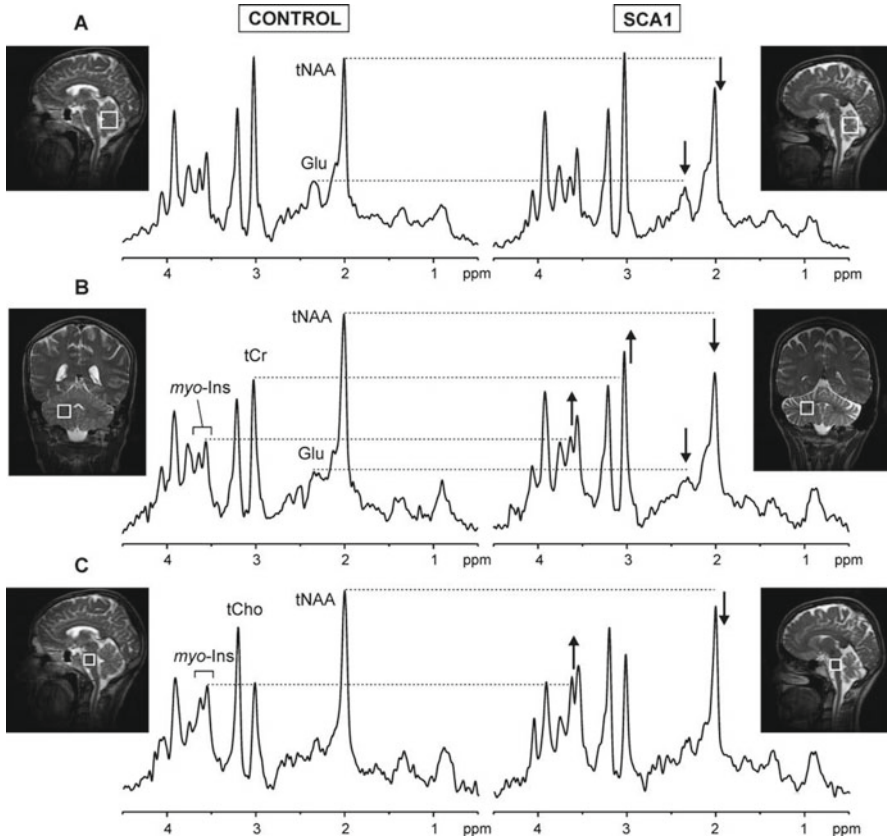 A
CONTROL
SCA1
tNAA
Glu
4 3 2 1 ppm
4 3 2 1 ppm
B
tNAA
tCr
myo-Ins
Glu
4 3 2 1 ppm
4 3 2 1 ppm
C
tCho
tNAA
myo-Ins
4 3 2 1 ppm
4 3 2 1 ppm